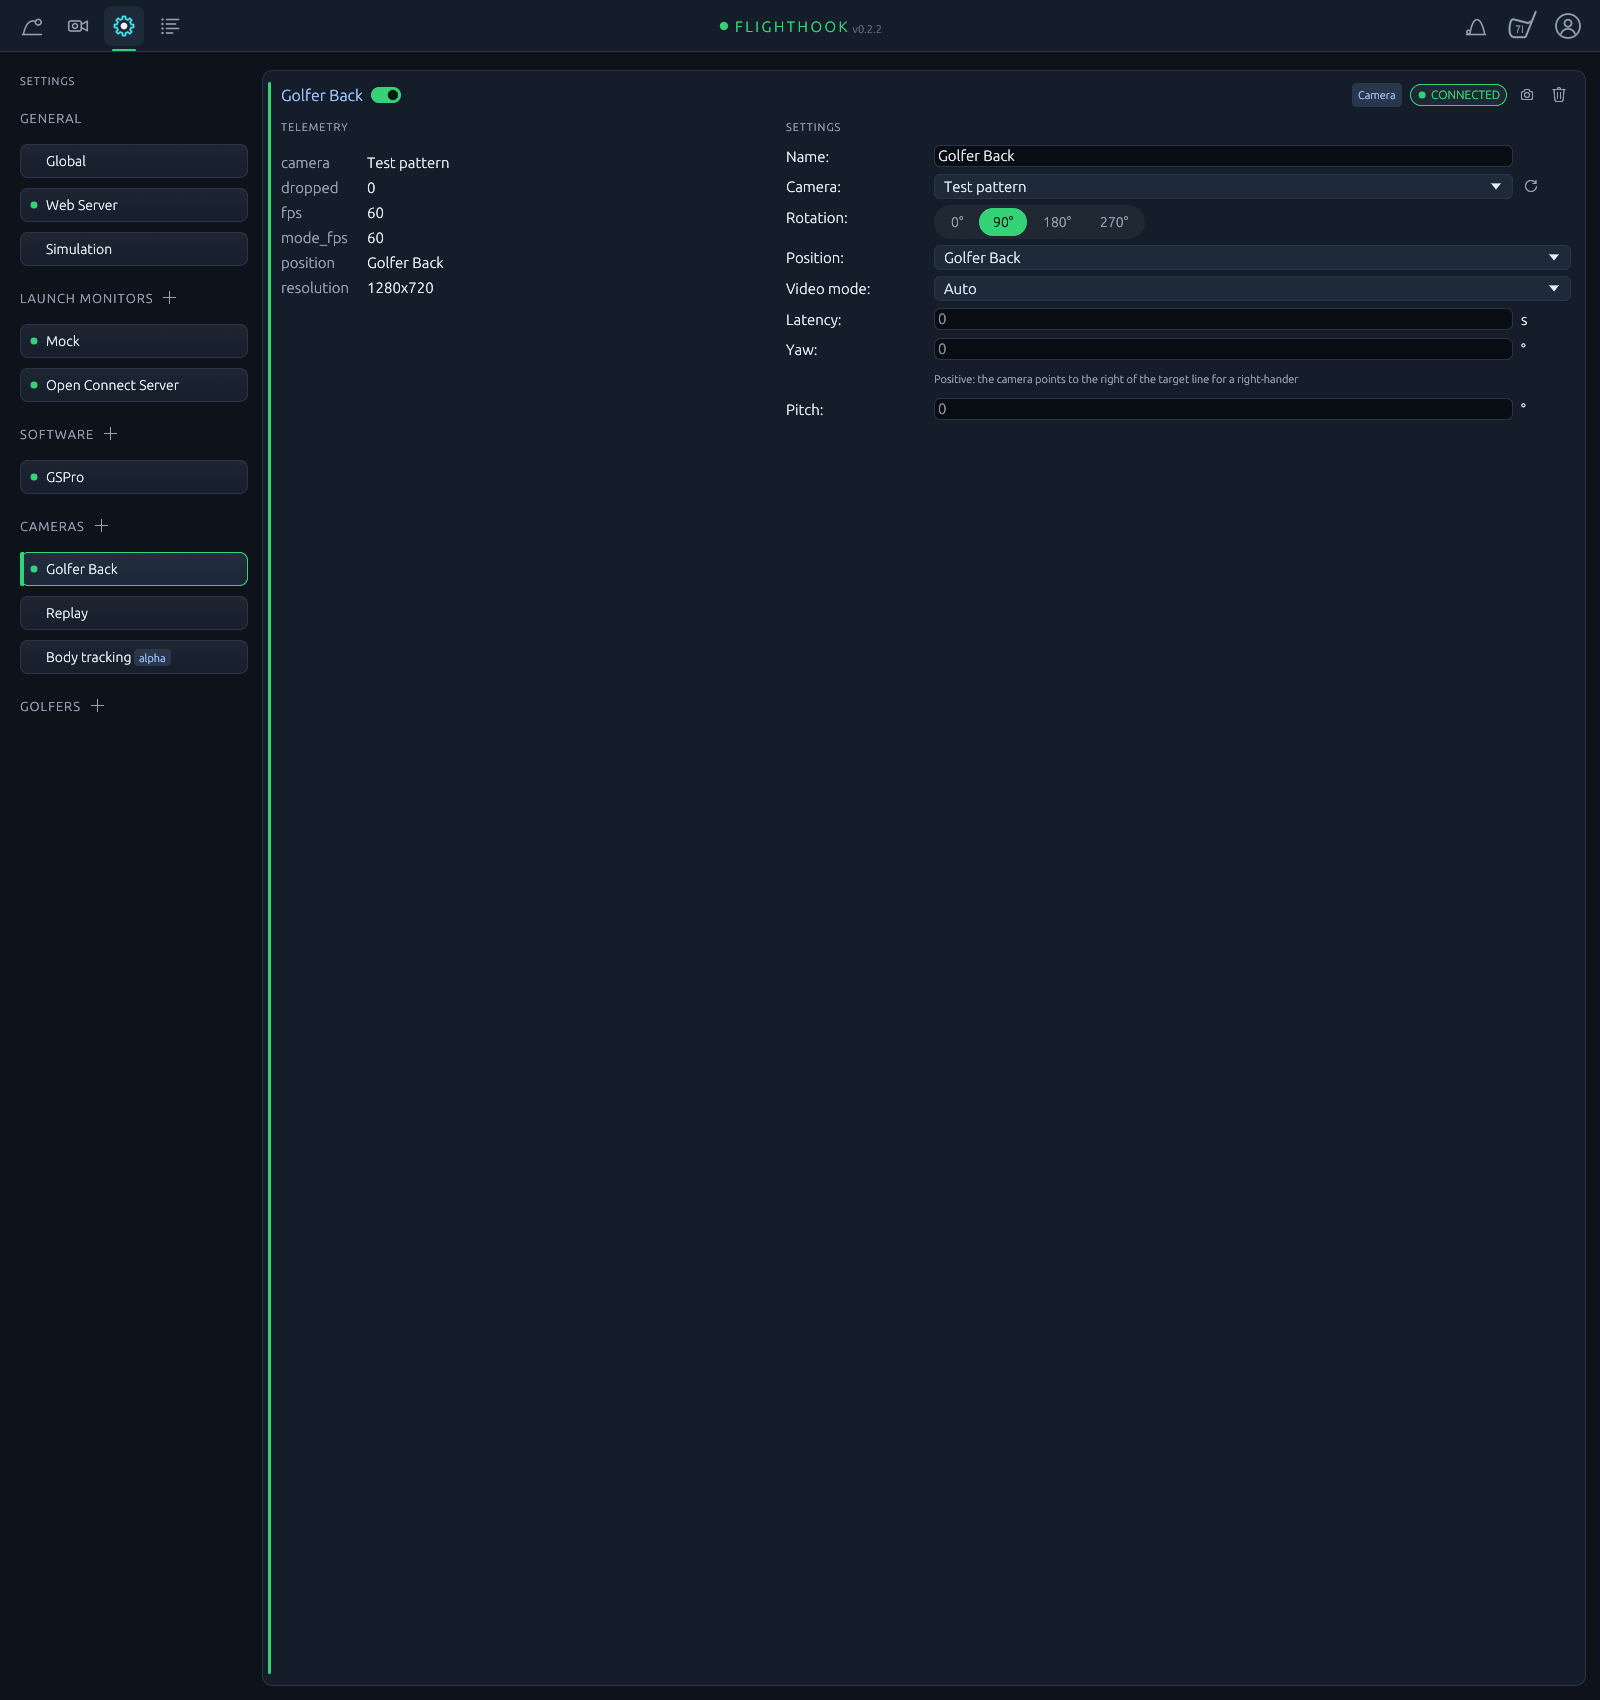 FLIGHTHOOK v0.2.2
7I
SETTINGS
GENERAL
Global
Web Server
Simulation
LAUNCH MONITORS
Mock
Open Connect Server
SOFTWARE
GSPro
CAMERAS
Golfer Back
Replay
Body tracking alpha
GOLFERS
Golfer Back
Camera
CONNECTED
TELEMETRY
camera Test pattern
dropped 0
fps 60
mode_fps 60
position Golfer Back
resolution 1280x720
SETTINGS
Name: Golfer Back
Camera: Test pattern
Rotation: 0° 90° 180° 270°
Position: Golfer Back
Video mode: Auto
Latency: 0 s
Yaw: 0 °
Positive: the camera points to the right of the target line for a right-hander
Pitch: 0 °